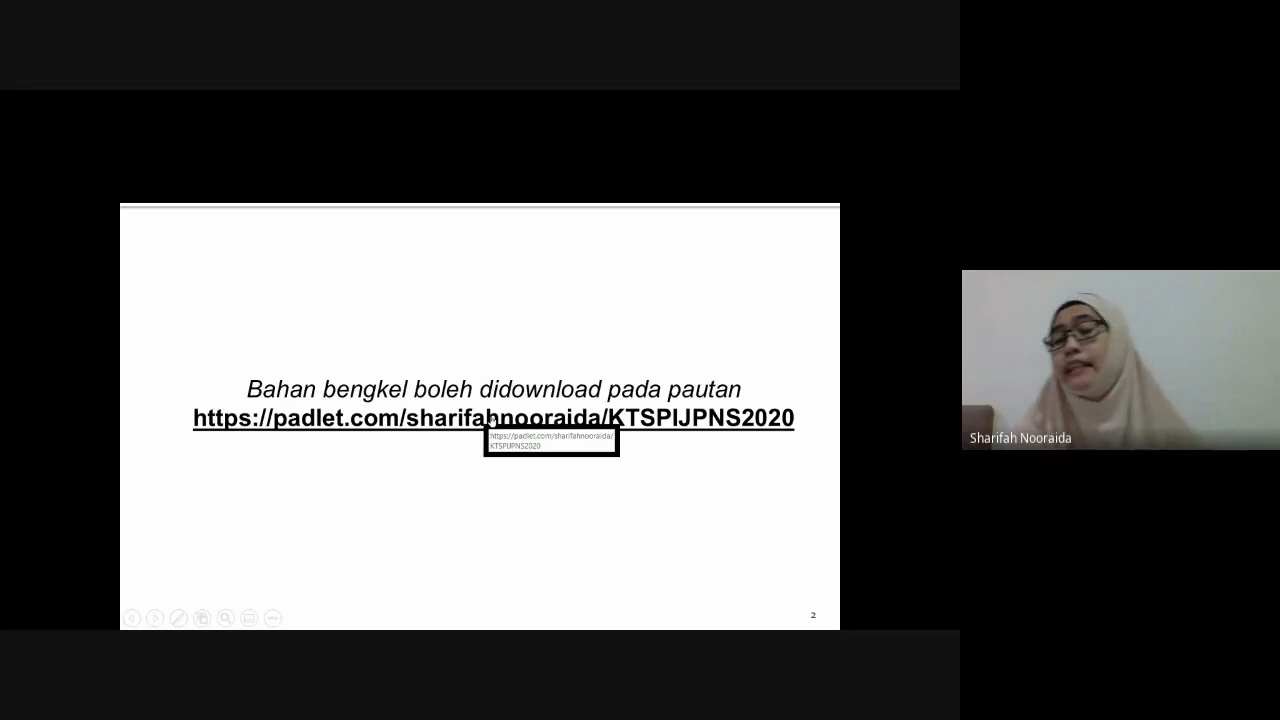 Bahan bengkel boleh didownload pada pautan
https://padlet.com/sharifahnooraida/KTSPIJPNS2020
https://padlet.com/sharifahnooraida/
KTSPIJPNS2020
Sharifah Nooraida
2